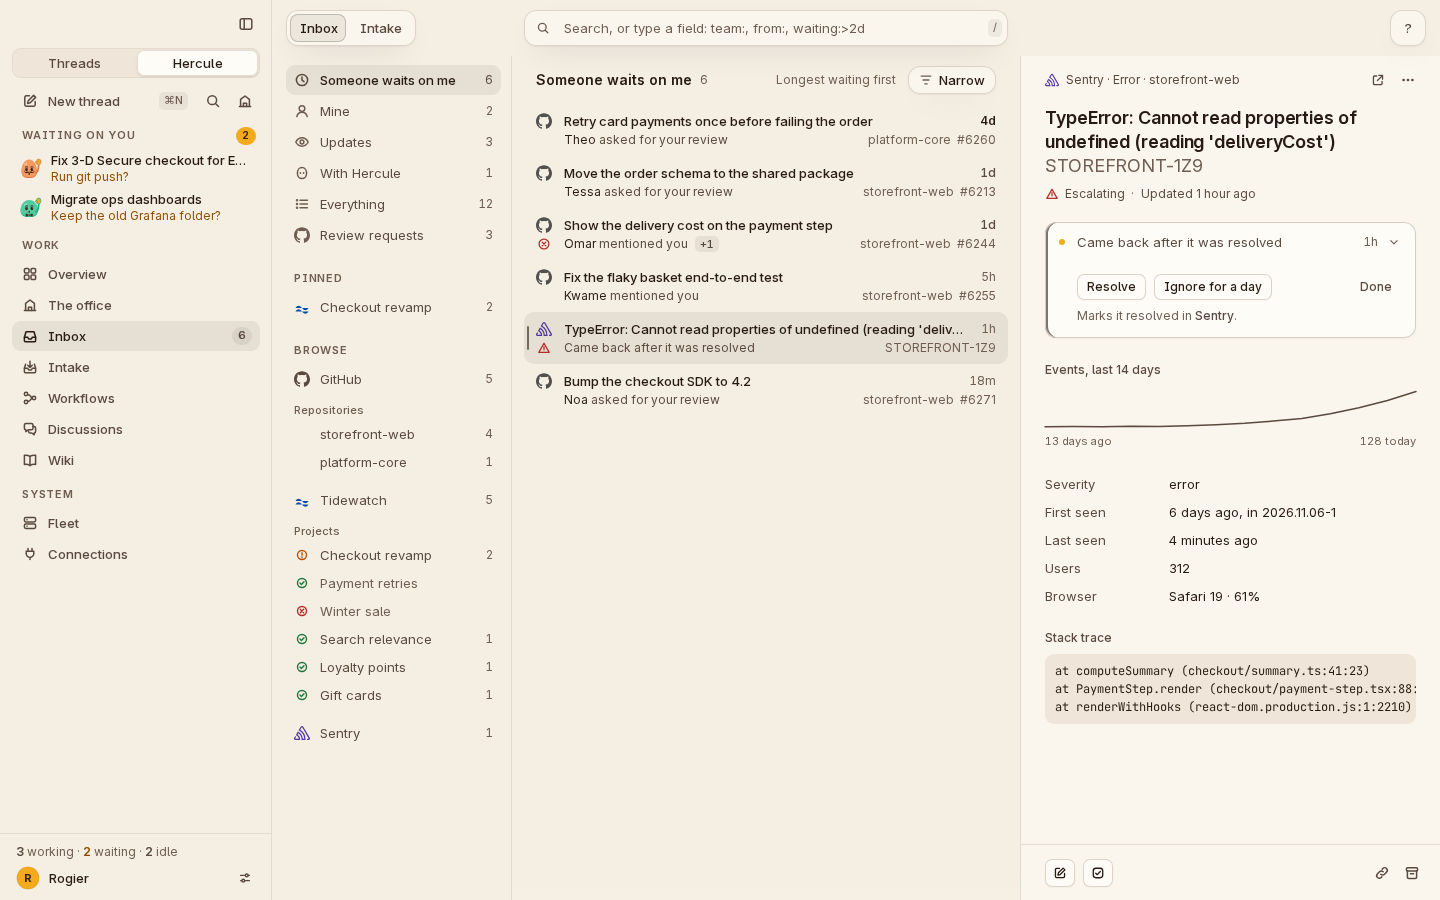 Threads
Hercule
New thread
⌘N
WAITING ON YOU
2
Fix 3-D Secure checkout for E…
Run git push?
Migrate ops dashboards
Keep the old Grafana folder?
WORK
Overview
The office
Inbox
6
Intake
Workflows
Discussions
Wiki
SYSTEM
Fleet
Connections
3 working · 2 waiting · 2 idle
R
Rogier
Inbox
Intake
Someone waits on me
6
Mine
2
Updates
3
With Hercule
1
Everything
12
Review requests
3
PINNED
Checkout revamp
2
BROWSE
GitHub
5
Repositories
storefront-web
4
platform-core
1
Tidewatch
5
Projects
Checkout revamp
2
Payment retries
Winter sale
Search relevance
1
Loyalty points
1
Gift cards
1
Sentry
1
Search, or type a field: team:, from:, waiting:>2d
/
?
Someone waits on me 6
Longest waiting first
Narrow
Retry card payments once before failing the order
4d
Theo asked for your review
platform-core #6260
Move the order schema to the shared package
1d
Tessa asked for your review
storefront-web #6213
Show the delivery cost on the payment step
1d
Omar mentioned you +1
storefront-web #6244
Fix the flaky basket end-to-end test
5h
Kwame mentioned you
storefront-web #6255
TypeError: Cannot read properties of undefined (reading 'deliv…
1h
Came back after it was resolved
STOREFRONT-1Z9
Bump the checkout SDK to 4.2
18m
Noa asked for your review
storefront-web #6271
Sentry · Error · storefront-web
TypeError: Cannot read properties of
undefined (reading 'deliveryCost')
STOREFRONT-1Z9
Escalating · Updated 1 hour ago
Came back after it was resolved
1h
Resolve
Ignore for a day
Done
Marks it resolved in Sentry.
Events, last 14 days
13 days ago
128 today
Severity
error
First seen
6 days ago, in 2026.11.06-1
Last seen
4 minutes ago
Users
312
Browser
Safari 19 · 61%
Stack trace
at computeSummary (checkout/summary.ts:41:23)
at PaymentStep.render (checkout/payment-step.tsx:88:
at renderWithHooks (react-dom.production.js:1:2210)